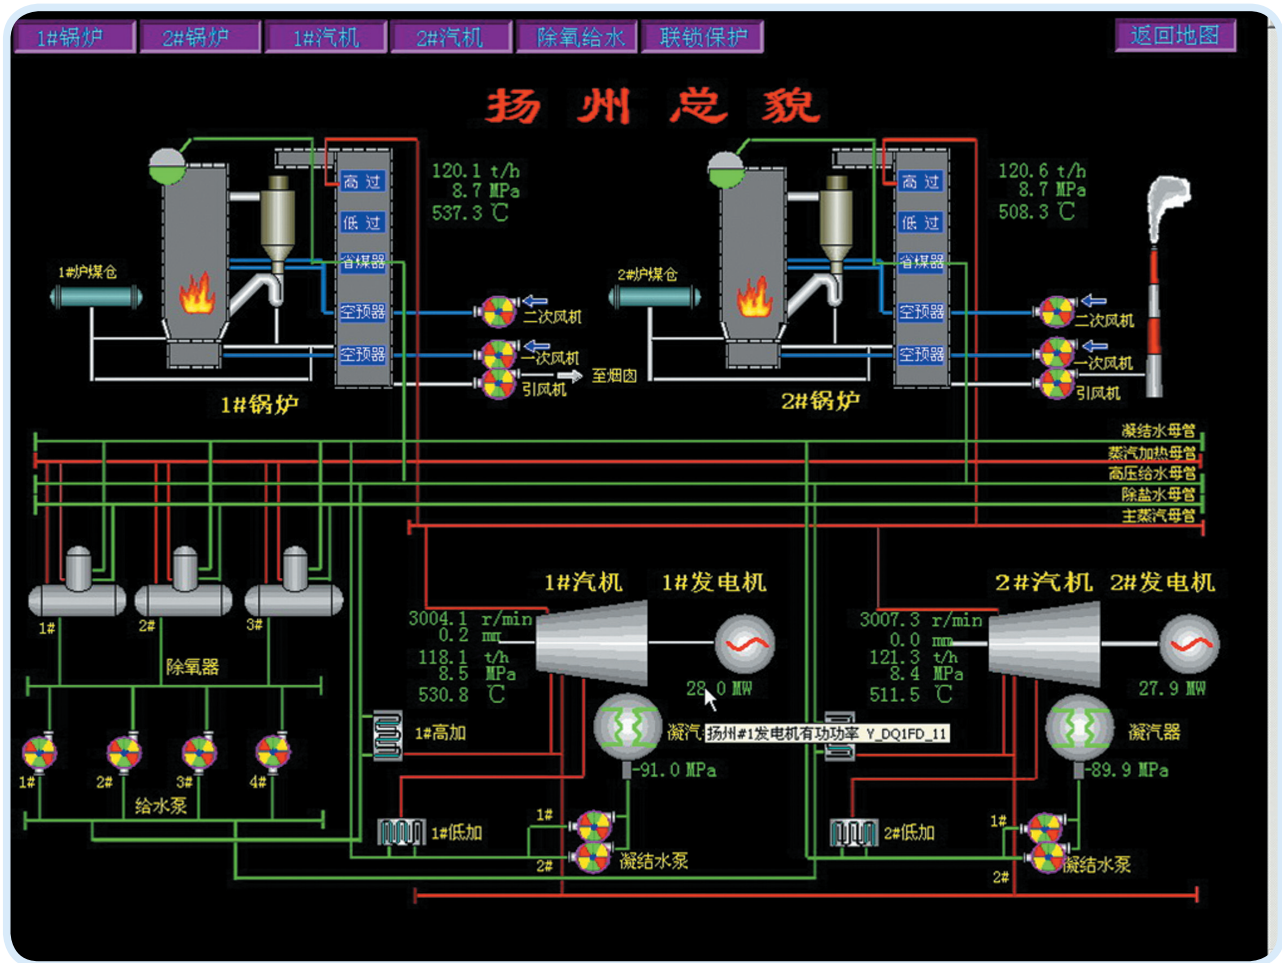 1#锅炉
2#锅炉
1#汽机
2#汽机
除氧给水
联锁保护
返回地图
扬州总貌
120.1 t/h
8.7 MPa
537.3 ℃
高过
低过
省煤器
空预器
空预器
1#炉煤仓
二次风机
一次风机
引风机
至烟囱
1#锅炉
120.6 t/h
8.7 MPa
508.3 ℃
高过
低过
省煤器
空预器
空预器
2#炉煤仓
二次风机
一次风机
引风机
2#锅炉
凝结水母管
蒸汽加热母管
高压给水母管
除盐水母管
主蒸汽母管
1#
2#
3#
除氧器
1#
2#
3#
4#
给水泵
1#汽机
1#发电机
3004.1 r/min
0.2 mm
118.1 t/h
8.5 MPa
530.8 ℃
28.0 MW
1#高加
凝汽
扬州#1发电机有功功率 Y_DQ1FD_11
-91.0 MPa
1#低加
1#
2#
凝结水泵
2#汽机
2#发电机
3007.3 r/min
0.0 mm
121.3 t/h
8.4 MPa
511.5 ℃
27.9 MW
凝汽器
-89.9 MPa
2#低加
1#
2#
凝结水泵